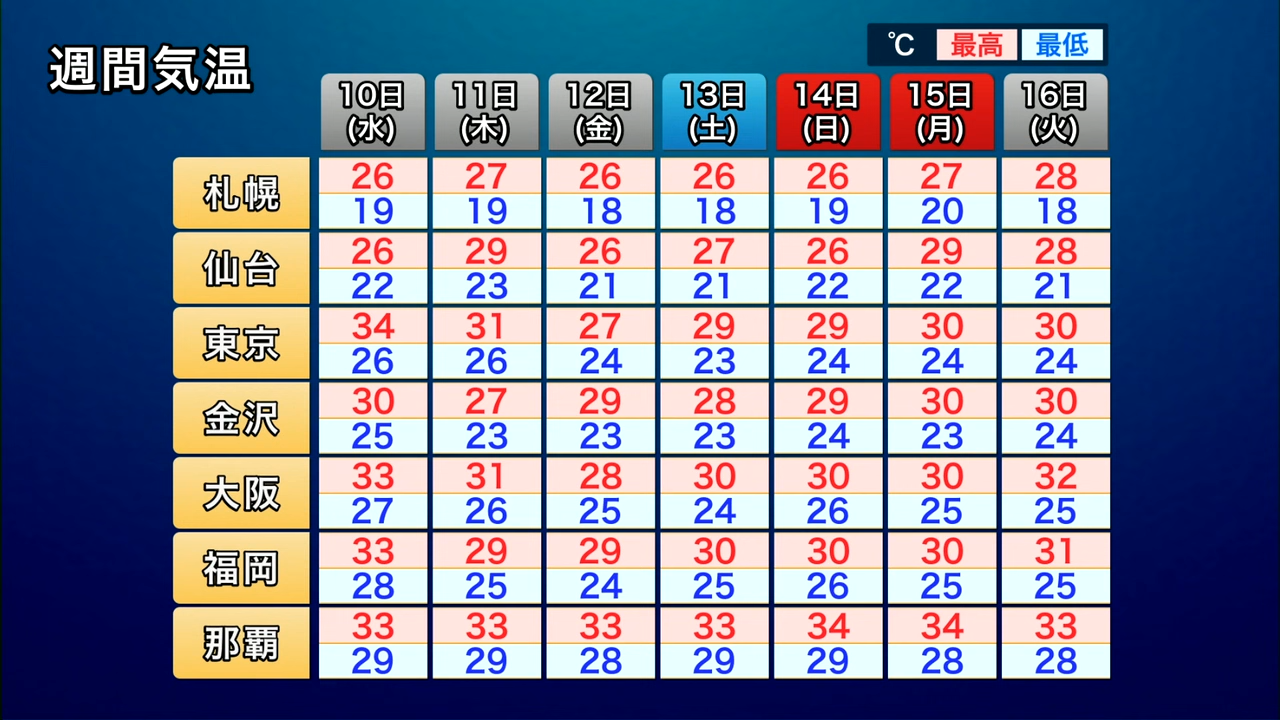 週間気温
℃ 最高 最低
10日 11日 12日 13日 14日 15日 16日
(水) (木) (金) (土) (日) (月) (火)
札幌 26 27 26 26 26 27 28
19 19 18 18 19 20 18
仙台 26 29 26 27 26 29 28
22 23 21 21 22 22 21
東京 34 31 27 29 29 30 30
26 26 24 23 24 24 24
金沢 30 27 29 28 29 30 30
25 23 23 23 24 23 24
大阪 33 31 28 30 30 30 32
27 26 25 24 26 25 25
福岡 33 29 29 30 30 30 31
28 25 24 25 26 25 25
那覇 33 33 33 33 34 34 33
29 29 28 29 29 28 28